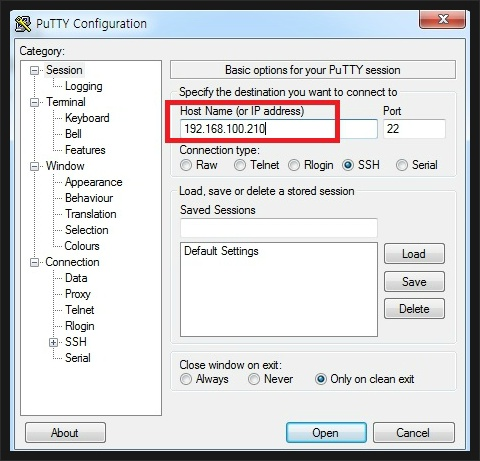 PuTTY Configuration
Category:
Session
Logging
Terminal
Keyboard
Bell
Features
Window
Appearance
Behaviour
Translation
Selection
Colours
Connection
Data
Proxy
Telnet
Rlogin
SSH
Serial
Basic options for your PuTTY session
Specify the destination you want to connect to
Host Name (or IP address) Port
192.168.100.210 22
Connection type:
Raw Telnet Rlogin SSH Serial
Load, save or delete a stored session
Saved Sessions
Default Settings
Load
Save
Delete
Close window on exit:
Always Never Only on clean exit
About Open Cancel